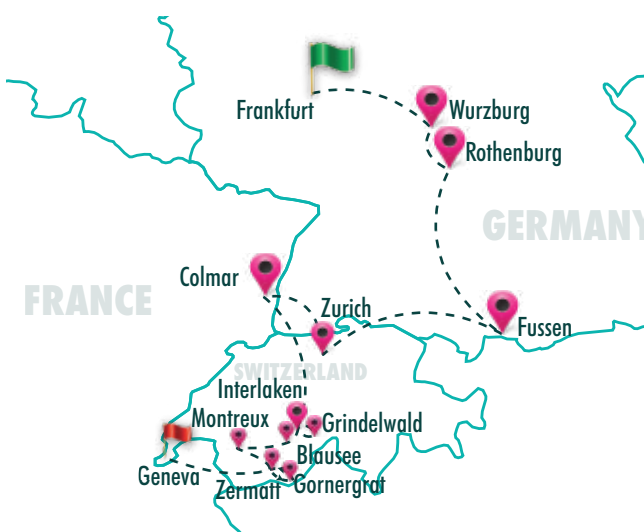 Frankfurt
Wurzburg
Rothenburg
GERMANY
Colmar
FRANCE
Zurich
Fussen
SWITZERLAND
Interlaken
Montreux
Grindelwald
Blausee
Geneva
Zermatt
Gornergrat